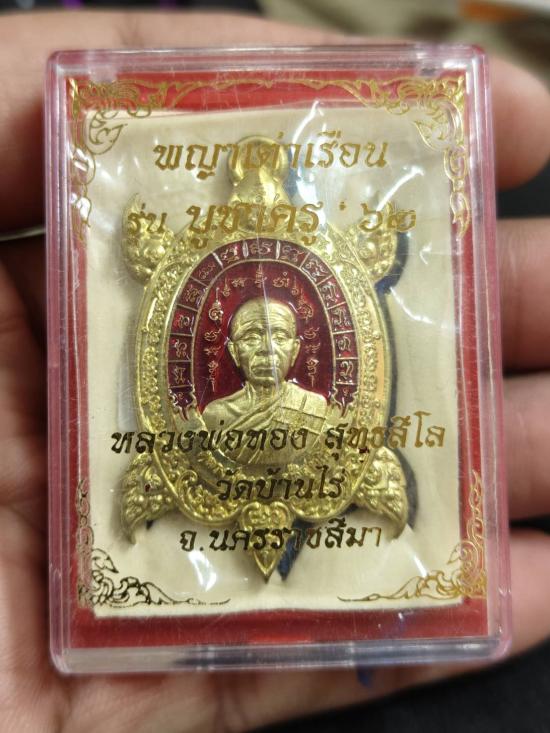 พญาเต่าเรือน
รุ่น บูชาครู ' ๖๒
หลวงพ่อทอง สุทธสีโล
วัดบ้านไร่
จ.นครราชสีมา